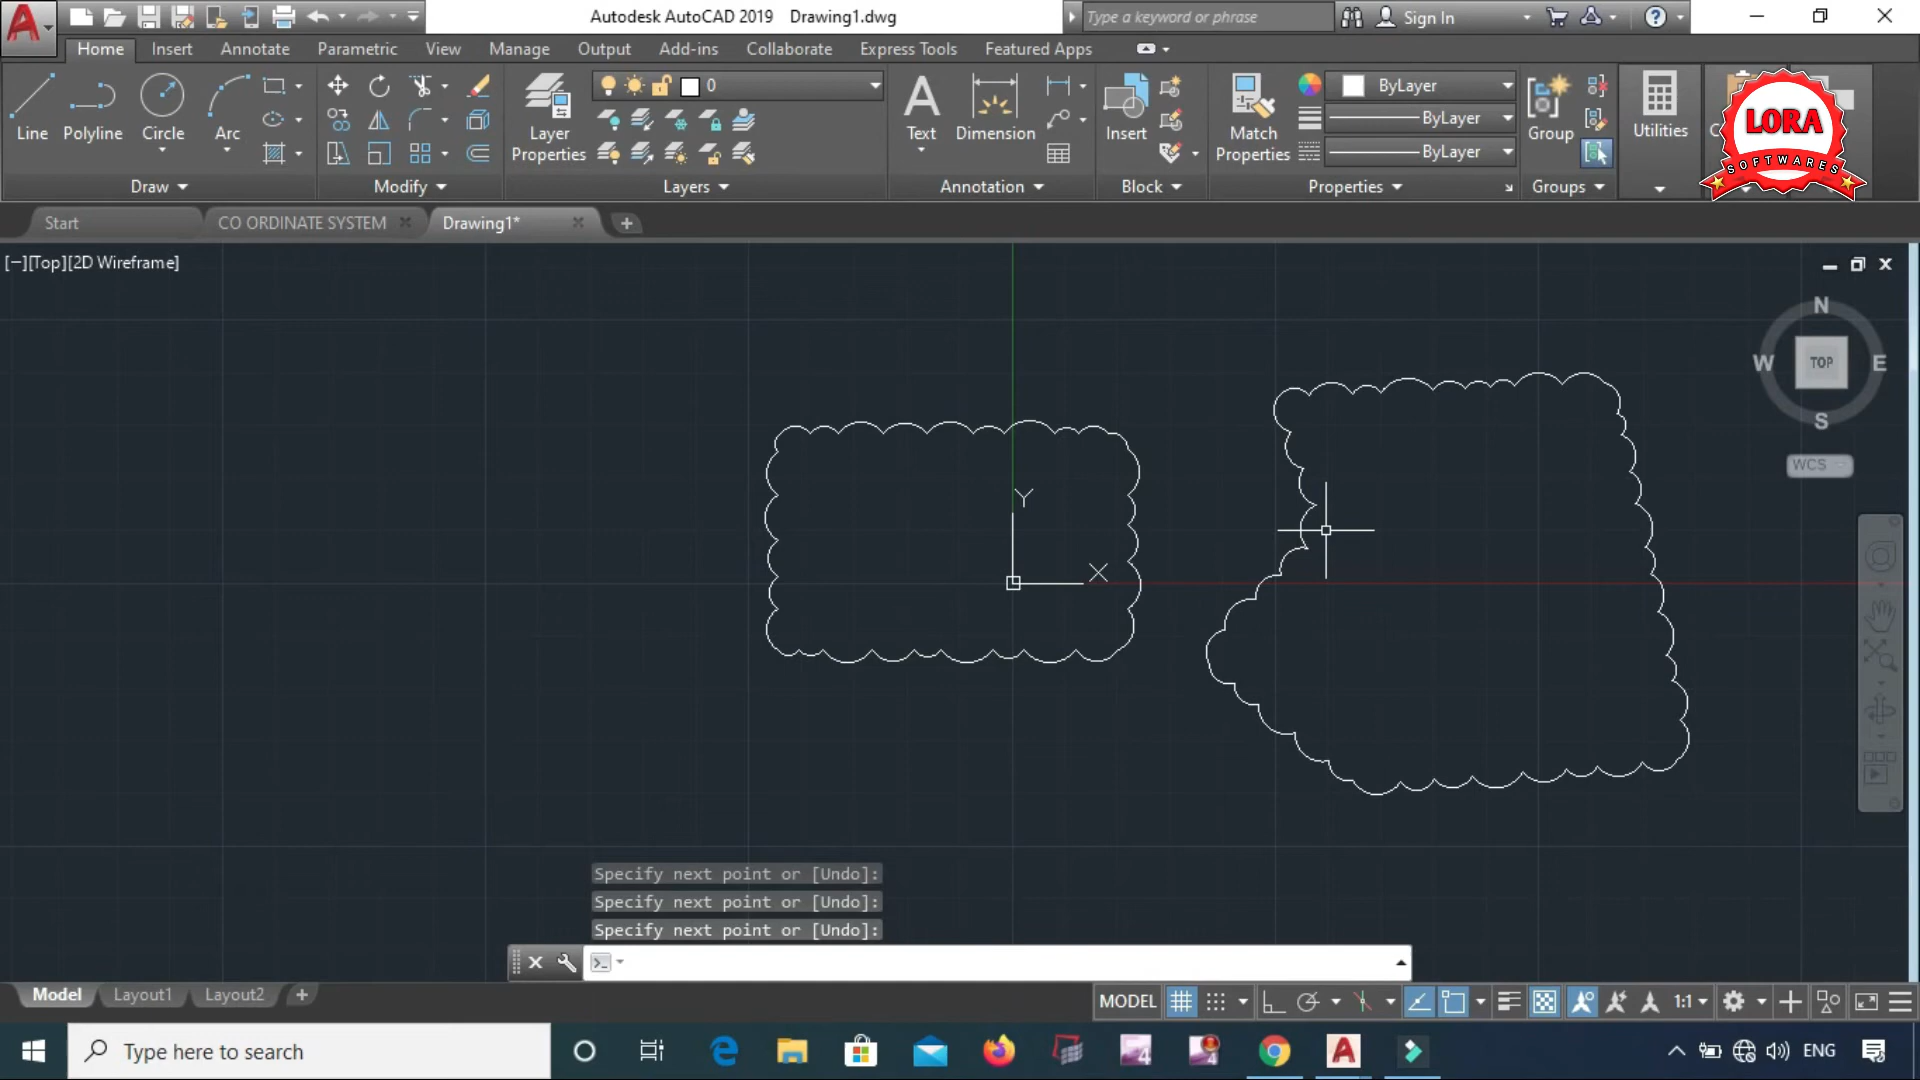 Autodesk AutoCAD 2019 Drawing1.dwg
Type a keyword or phrase
Sign In
Home Insert Annotate Parametric View Manage Output Add-ins Collaborate Express Tools Featured Apps
Line Polyline Circle Arc
Layer Properties
0
Text Dimension
Insert
Match Properties
ByLayer
ByLayer
ByLayer
Group
Utilities
LORA
SOFTWARES
Draw Modify Layers Annotation Block Properties Groups
Start CO ORDINATE SYSTEM Drawing1*
[−][Top][2D Wireframe]
N
W TOP E
S
WCS
Y
X
Specify next point or [Undo]:
Specify next point or [Undo]:
Specify next point or [Undo]:
Model Layout1 Layout2
MODEL 1:1
Type here to search
ENG